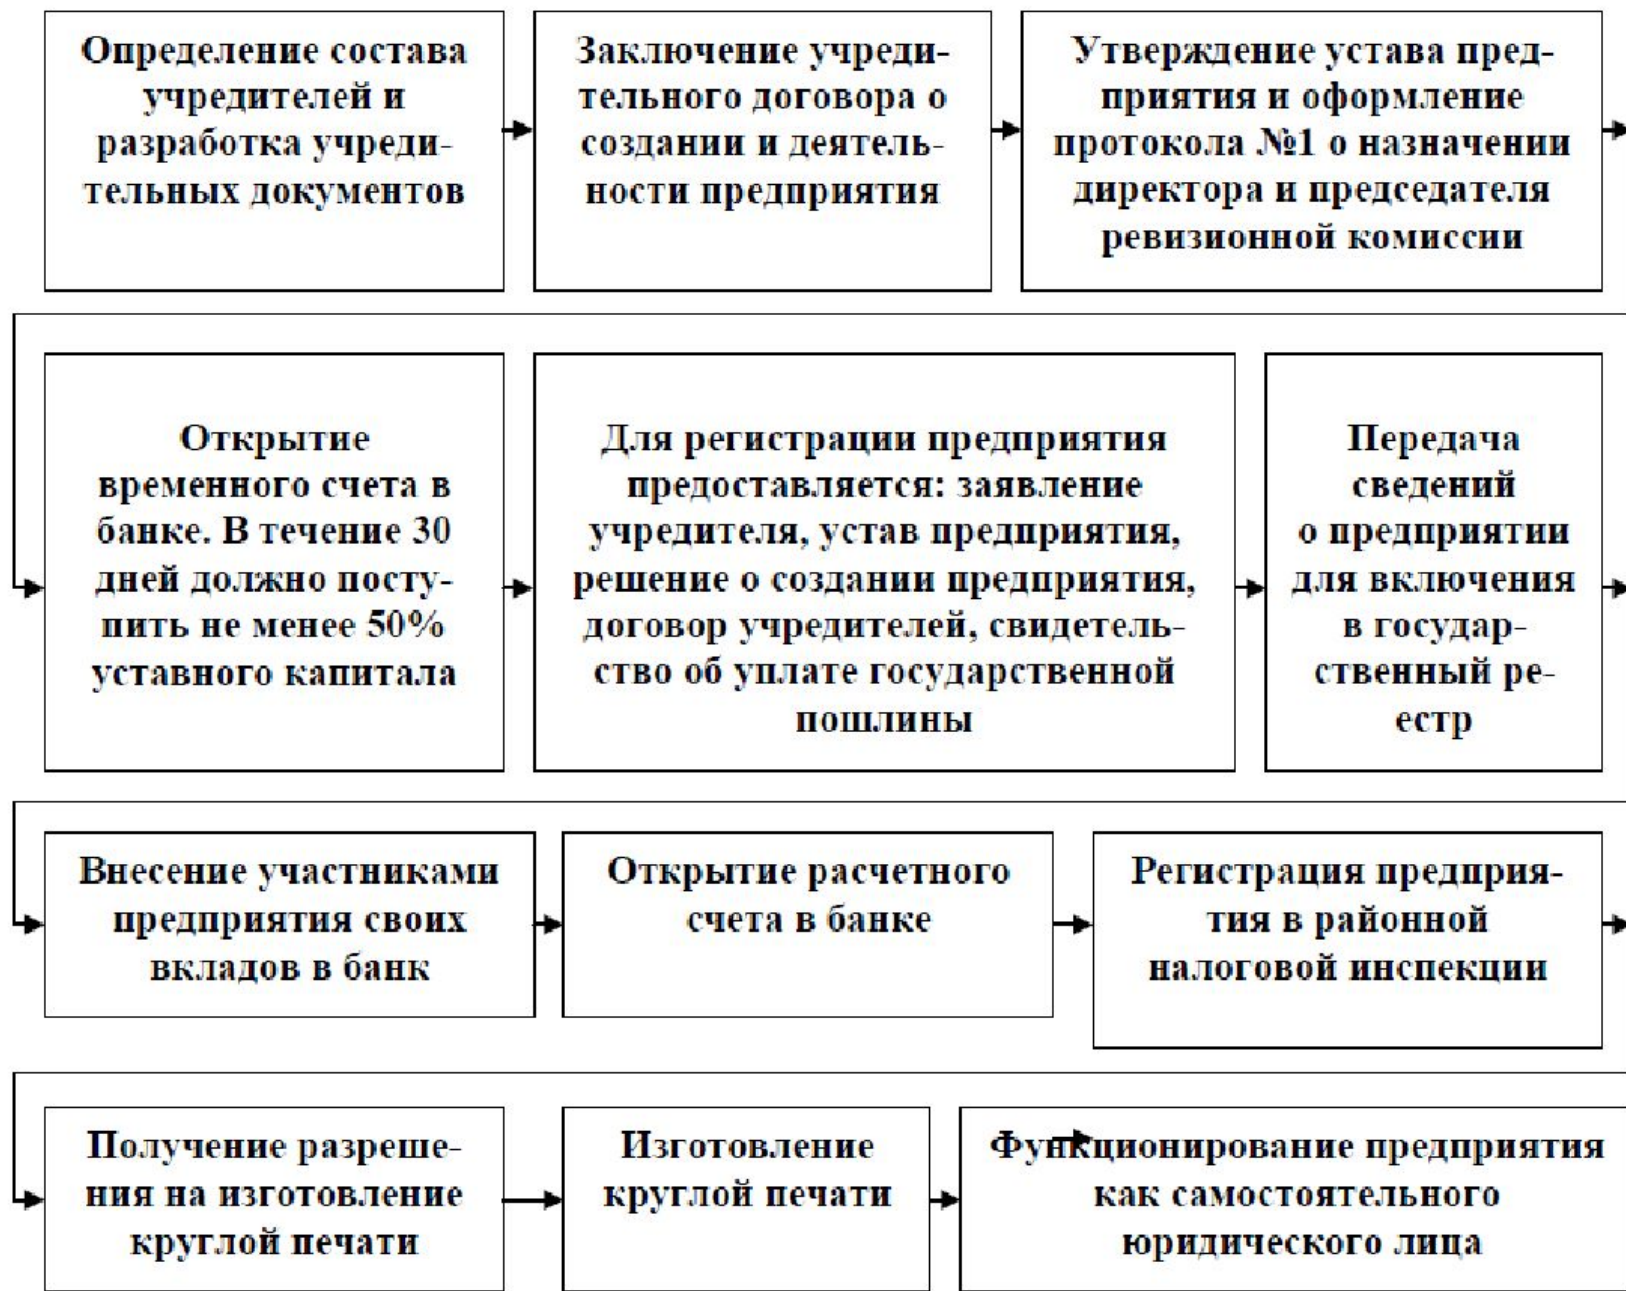 Определение состава
учредителей и
разработка учреди-
тельных документов
Заключение учреди-
тельного договора о
создании и деятель-
ности предприятия
Утверждение устава пред-
приятия и оформление
протокола №1 о назначении
директора и председателя
ревизионной комиссии
Открытие
временного счета в
банке. В течение 30
дней должно посту-
пить не менее 50%
уставного капитала
Для регистрации предприятия
предоставляется: заявление
учредителя, устав предприятия,
решение о создании предприятия,
договор учредителей, свидетель-
ство об уплате государственной
пошлины
Передача
сведений
о предприятии
для включения
в государ-
ственный ре-
естр
Внесение участниками
предприятия своих
вкладов в банк
Открытие расчетного
счета в банке
Регистрация предприя-
тия в районной
налоговой инспекции
Получение разреше-
ния на изготовление
круглой печати
Изготовление
круглой печати
Функционирование предприятия
как самостоятельного
юридического лица